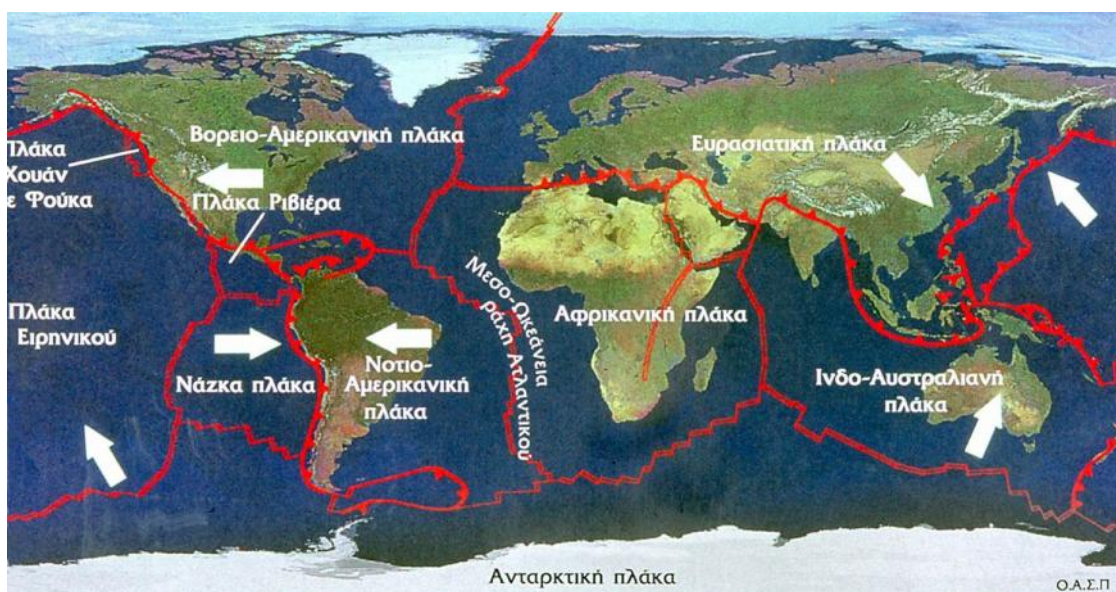 Βορειο-Αμερικανική πλάκα
Ευρασιατική πλάκα
Πλάκα
Χουάν
ε Φούκα
Πλάκα Ριβιέρα
Μεσο-Ωκεάνεια
ράχη Ατλαντικού
Πλάκα
Ειρηνικού
Αφρικανική πλάκα
Νάζκα πλάκα
Νοτιο-
Αμερικανική
πλάκα
Ινδο-Αυστραλιανή
πλάκα
Ανταρκτική πλάκα
Ο.Α.Σ.Π